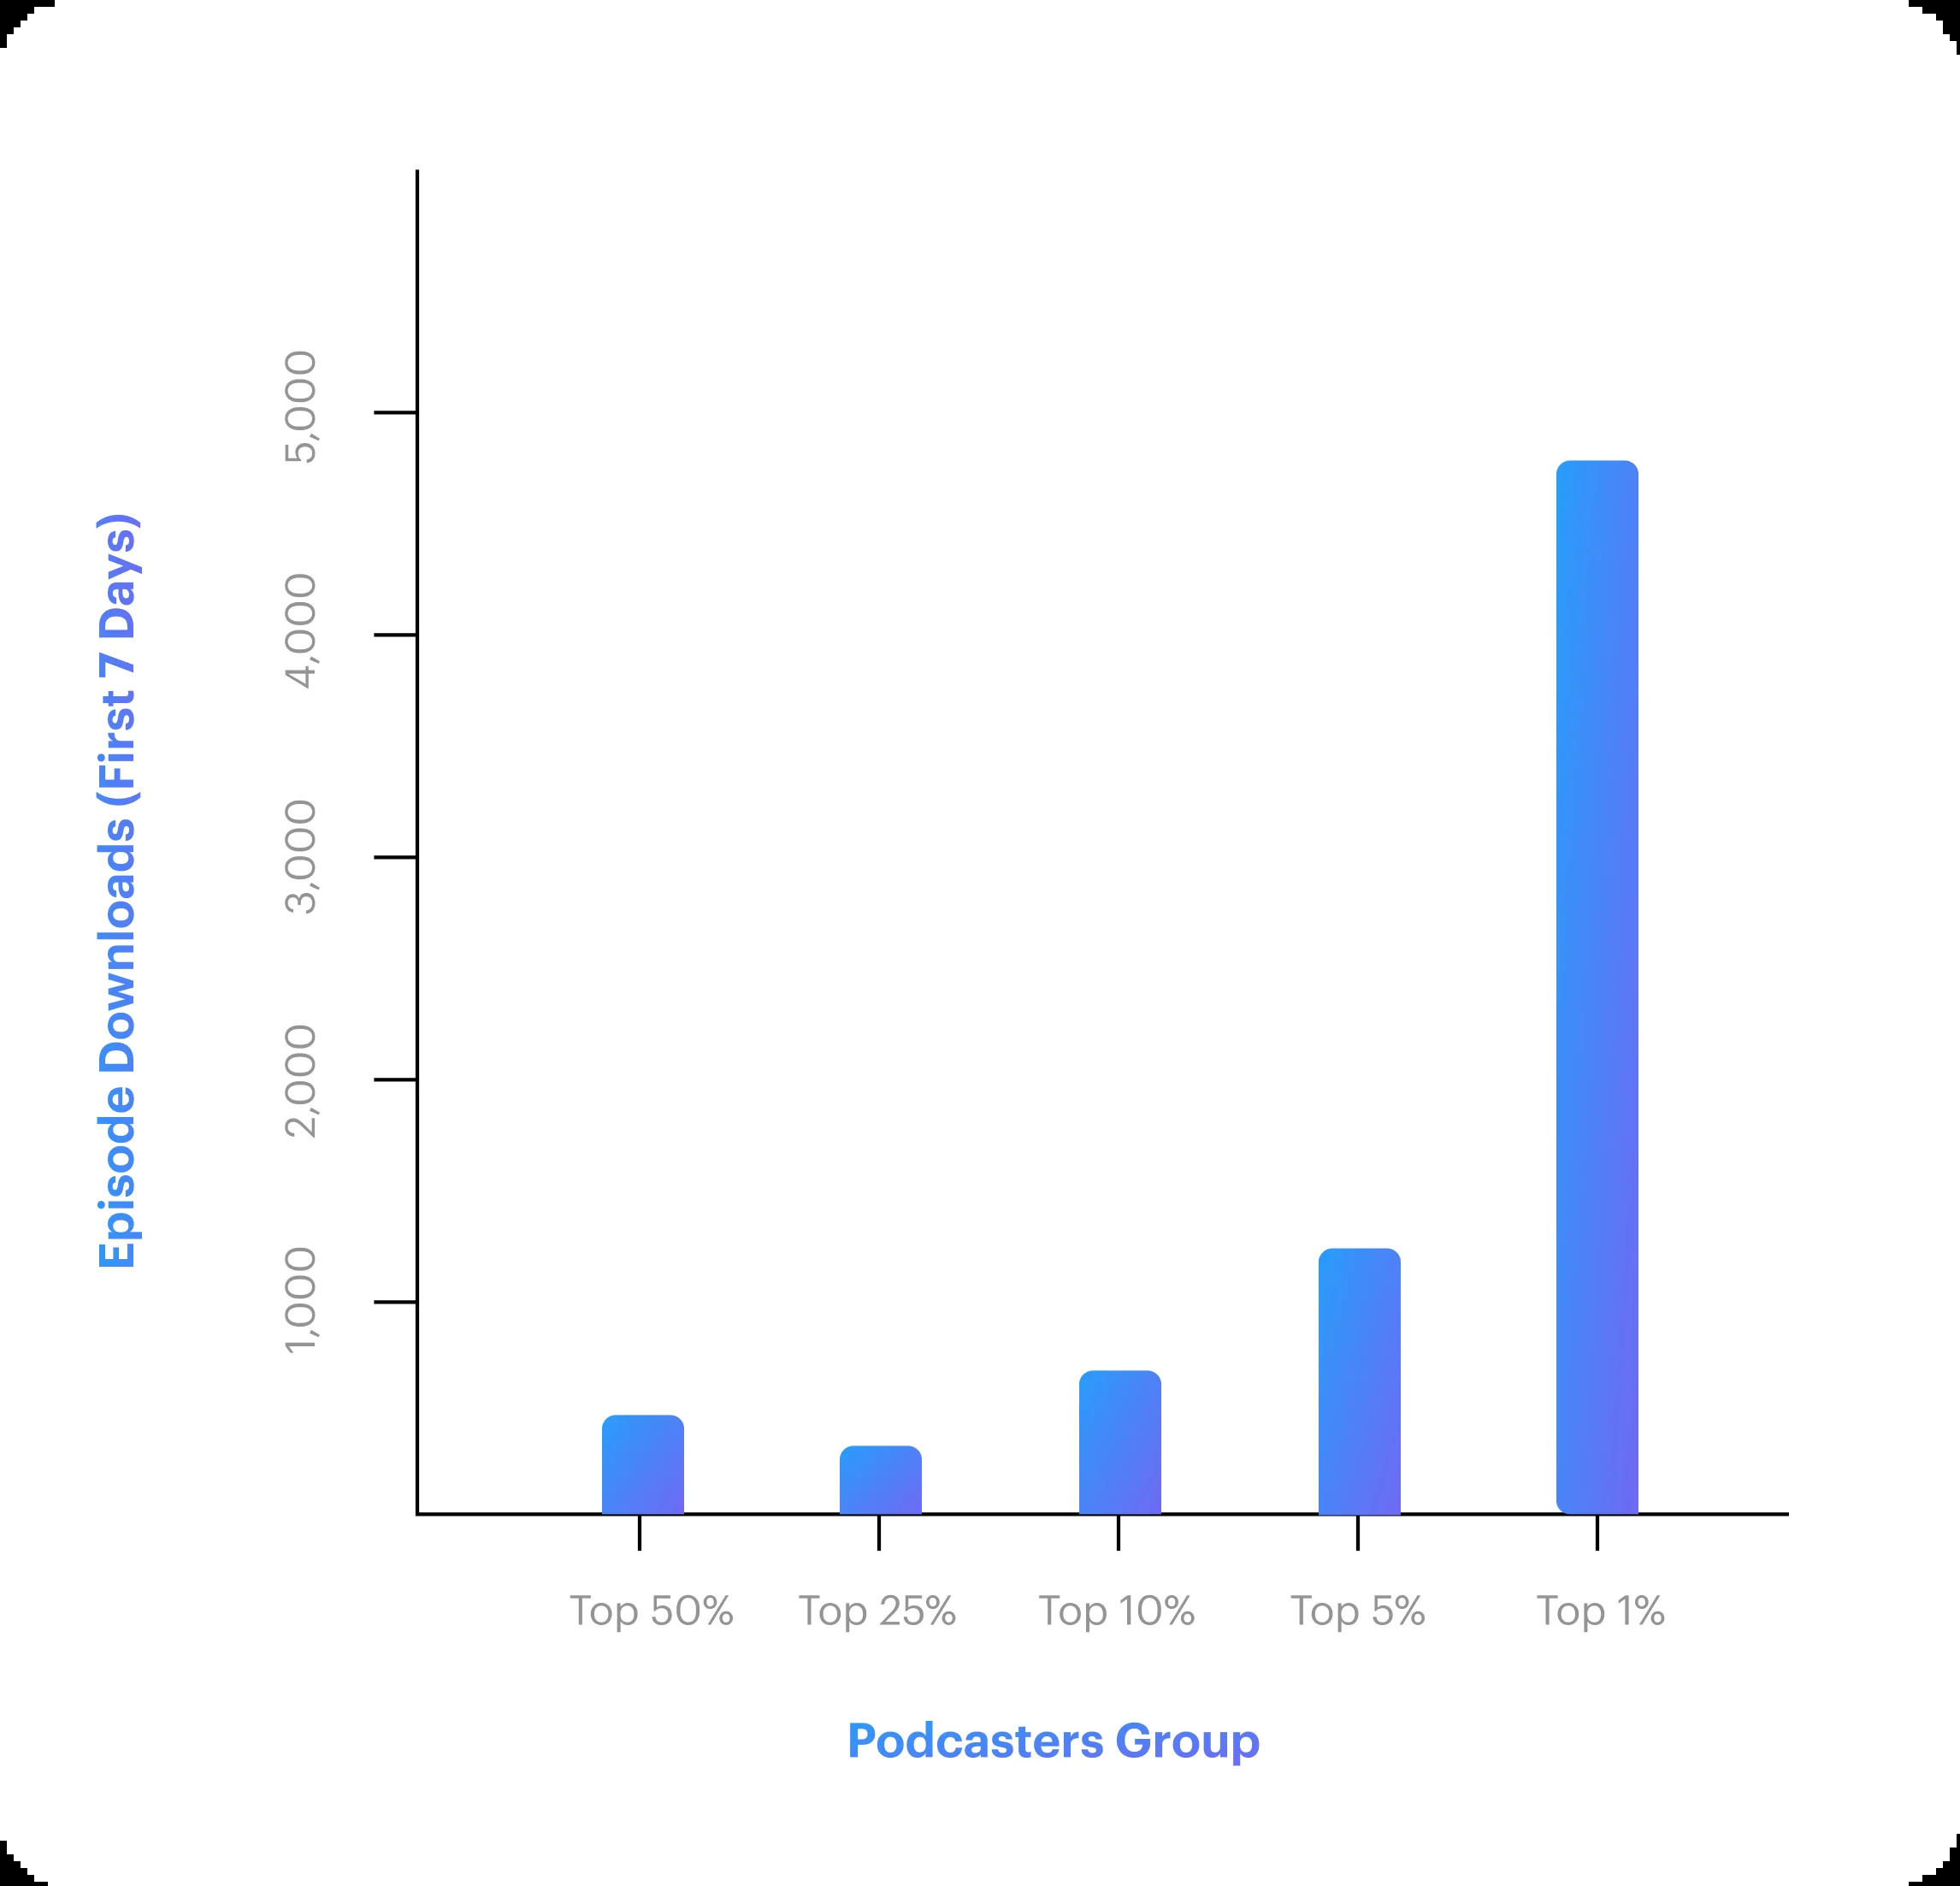 Episode Downloads (First 7 Days)
5,000
4,000
3,000
2,000
1,000
Top 50%
Top 25%
Top 10%
Top 5%
Top 1%
Podcasters Group